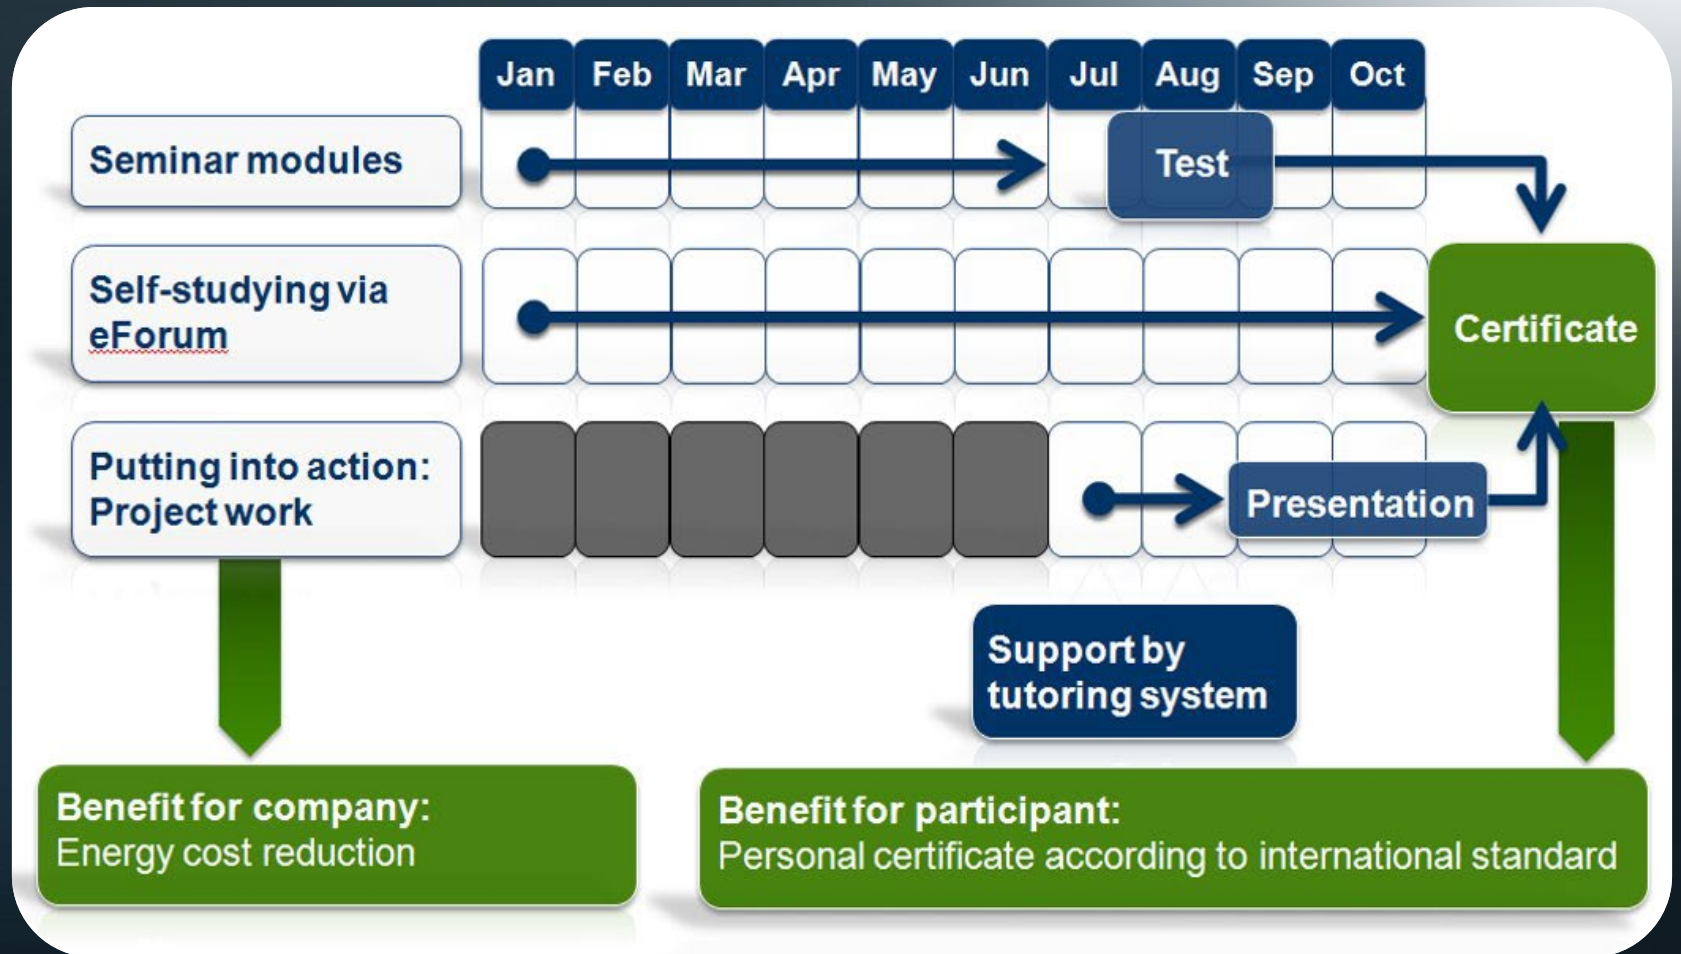 Jan Feb Mar Apr May Jun Jul Aug Sep Oct
Seminar modules
Test
Self-studying via
eForum
Certificate
Putting into action:
Project work
Presentation
Support by
tutoring system
Benefit for company:
Energy cost reduction
Benefit for participant:
Personal certificate according to international standard